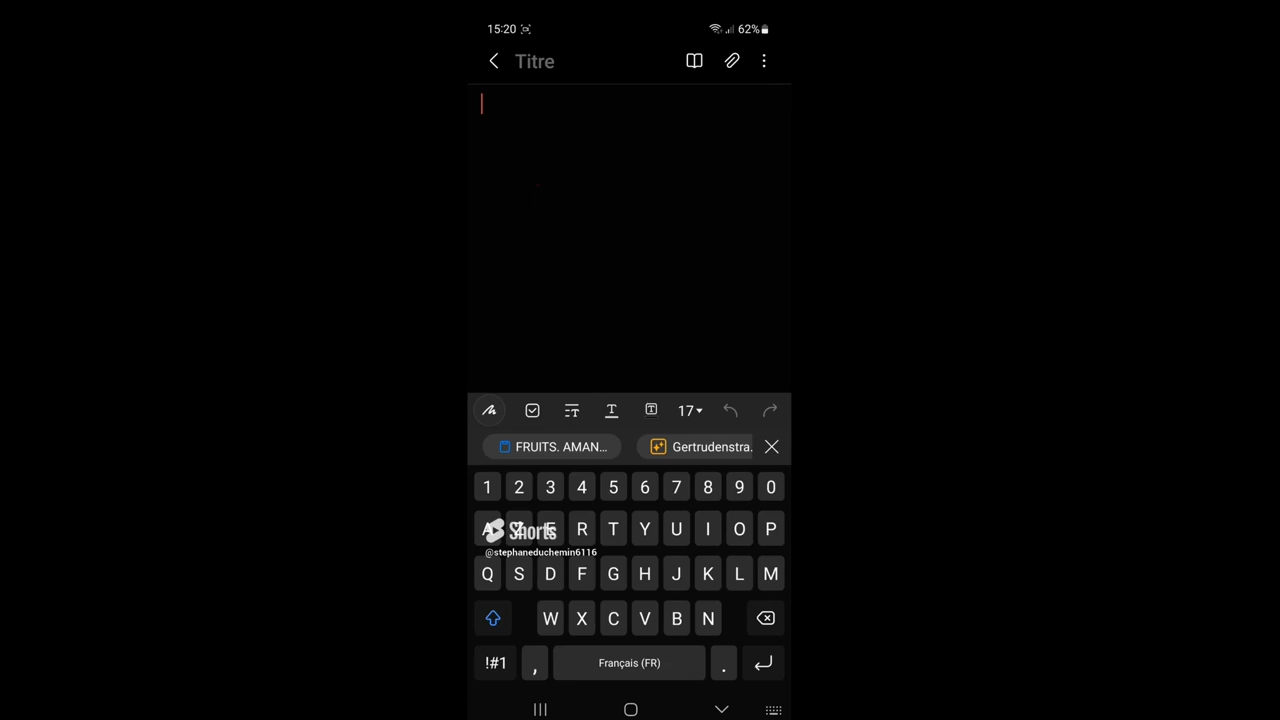 15:20 62%
Titre
17
FRUITS. AMAN... Gertrudenstra.
1 2 3 4 5 6 7 8 9 0
A Z E R T Y U I O P
Shorts
@stephaneduchemin6116
Q S D F G H J K L M
W X C V B N
!#1 , Français (FR) .